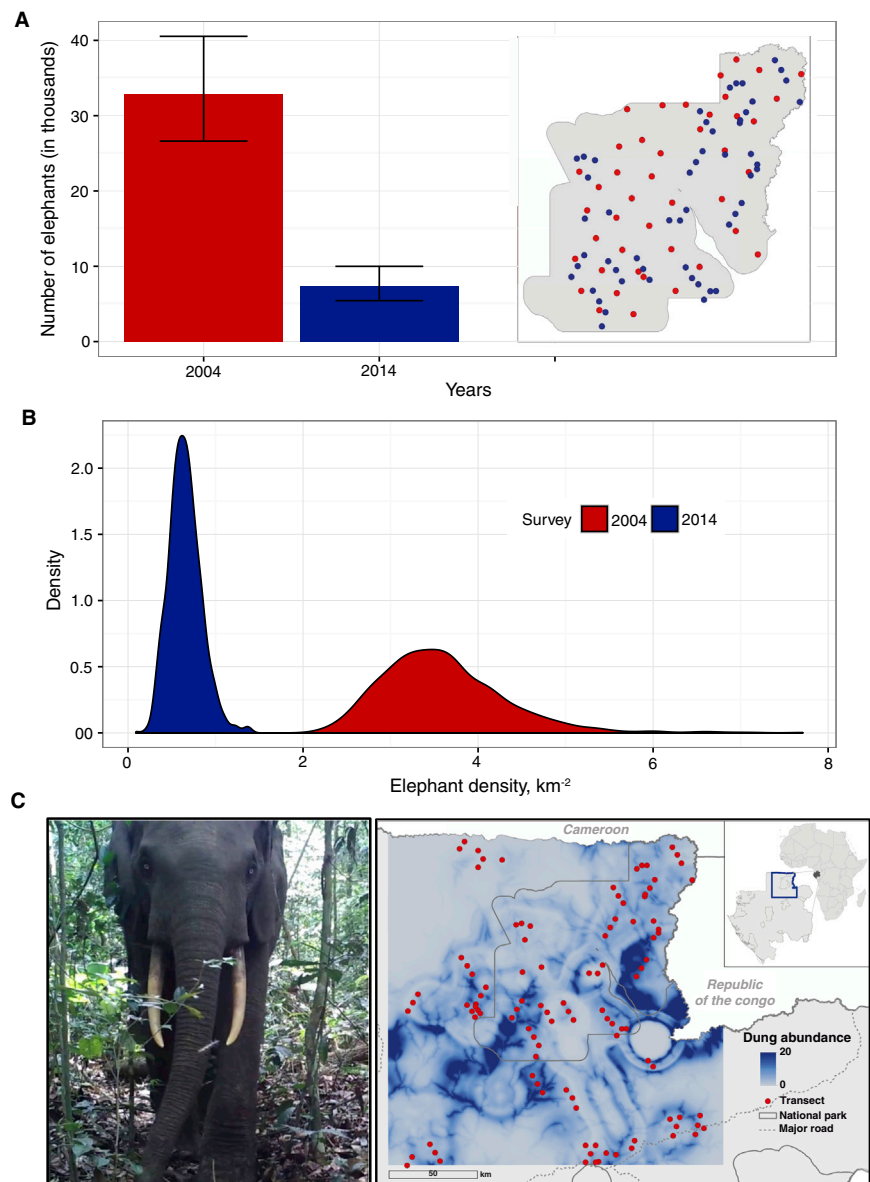 A
Number of elephants (in thousands)
40
30
20
10
0
2004
2014
Years
B
Density
2.0
1.5
1.0
0.5
00
Survey 2004 2014
0
2
4
6
8
Elephant density, km-2
C
Cameroon
Republic
of the congo
Dung abundance
20
0
Transect
National park
Major road
50 km